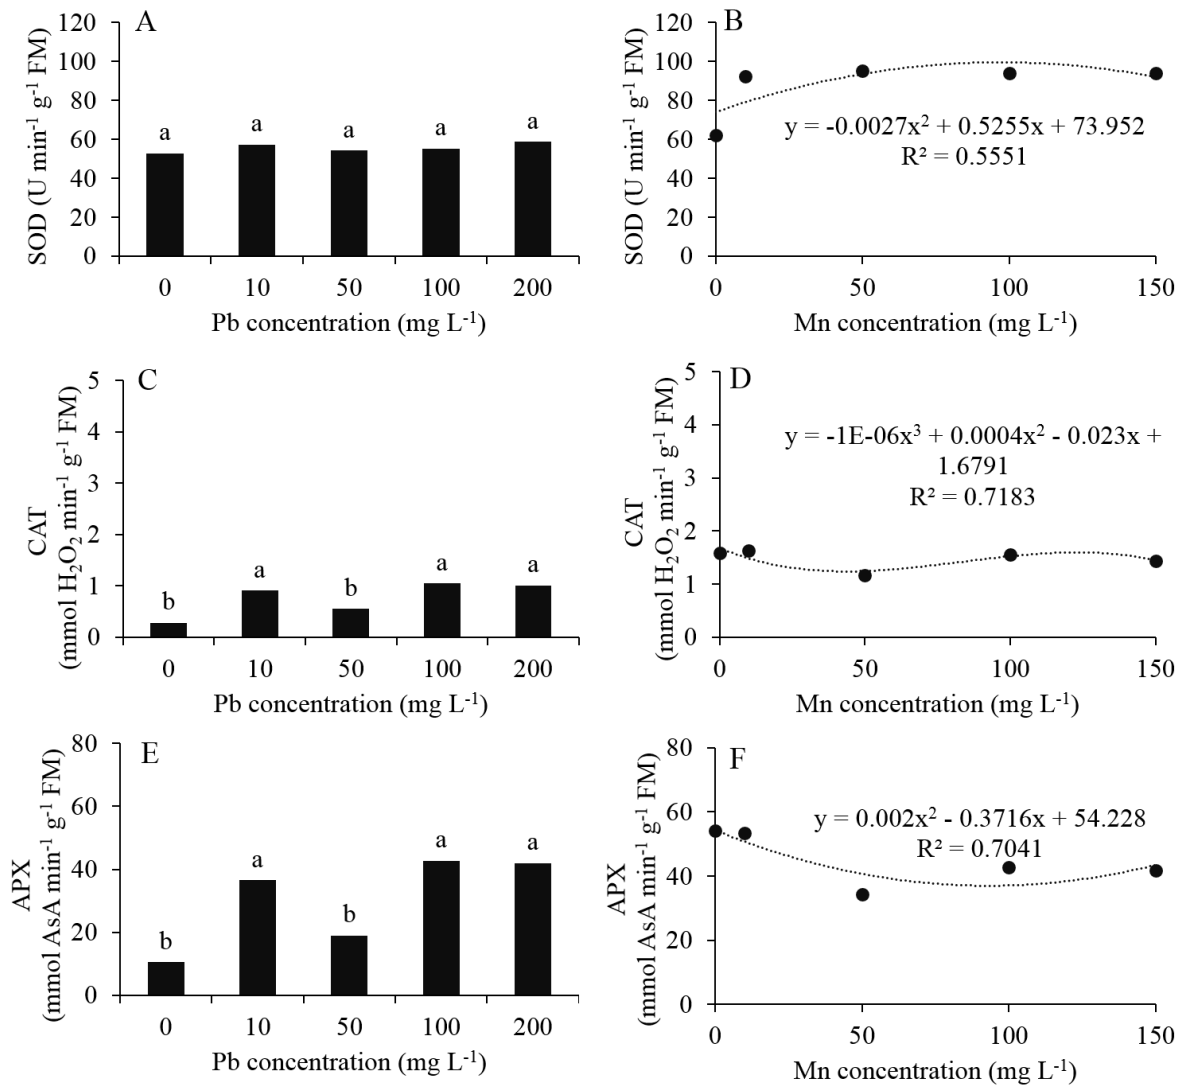 A
SOD (U min⁻¹ g⁻¹ FM)
120
100
80
60
40
20
0
a
a
a
a
a
0 10 50 100 200
Pb concentration (mg L⁻¹)
B
SOD (U min⁻¹ g⁻¹ FM)
120
100
80
60
40
20
0
y = -0.0027x² + 0.5255x + 73.952
R² = 0.5551
0 50 100 150
Mn concentration (mg L⁻¹)
C
CAT
(mmol H₂O₂ min⁻¹ g⁻¹ FM)
5
4
3
2
1
0
b
a
b
a
a
0 10 50 100 200
Pb concentration (mg L⁻¹)
D
CAT
(mmol H₂O₂ min⁻¹ g⁻¹ FM)
5
4
3
2
1
0
y = -1E-06x³ + 0.0004x² - 0.023x +
1.6791
R² = 0.7183
0 50 100 150
Mn concentration (mg L⁻¹)
E
APX
(mmol AsA min⁻¹ g⁻¹ FM)
80
60
40
20
0
b
a
b
a
a
0 10 50 100 200
Pb concentration (mg L⁻¹)
F
APX
(mmol AsA min⁻¹ g⁻¹ FM)
80
60
40
20
0
y = 0.002x² - 0.3716x + 54.228
R² = 0.7041
0 50 100 150
Mn concentration (mg L⁻¹)